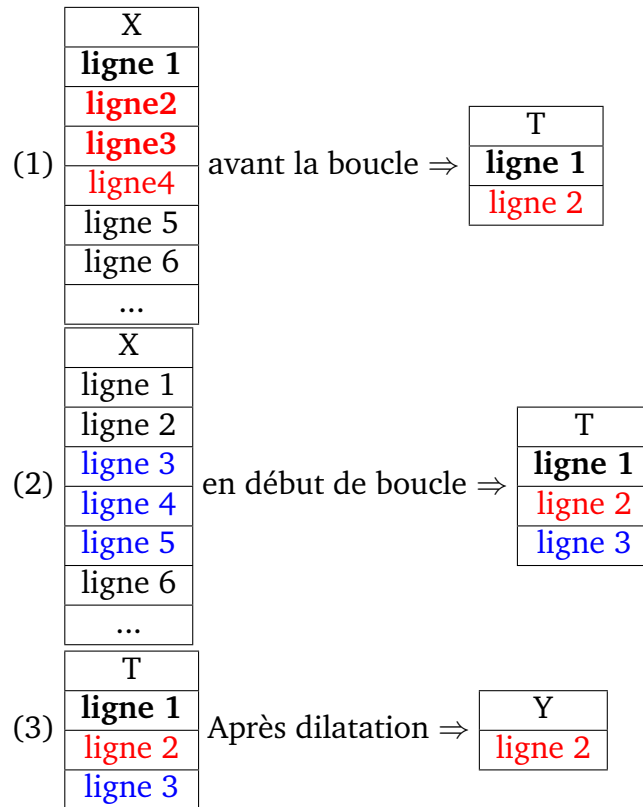 X
ligne 1
ligne2
ligne3
ligne4
ligne 5
ligne 6
...
(1) avant la boucle ⇒
T
ligne 1
ligne 2
X
ligne 1
ligne 2
ligne 3
ligne 4
ligne 5
ligne 6
...
(2) en début de boucle ⇒
T
ligne 1
ligne 2
ligne 3
T
ligne 1
ligne 2
ligne 3
(3) Après dilatation ⇒
Y
ligne 2